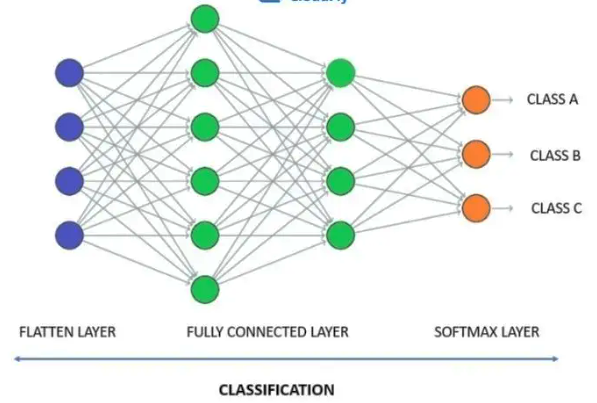 CLASS A
CLASS B
CLASS C
FLATTEN LAYER FULLY CONNECTED LAYER SOFTMAX LAYER
CLASSIFICATION